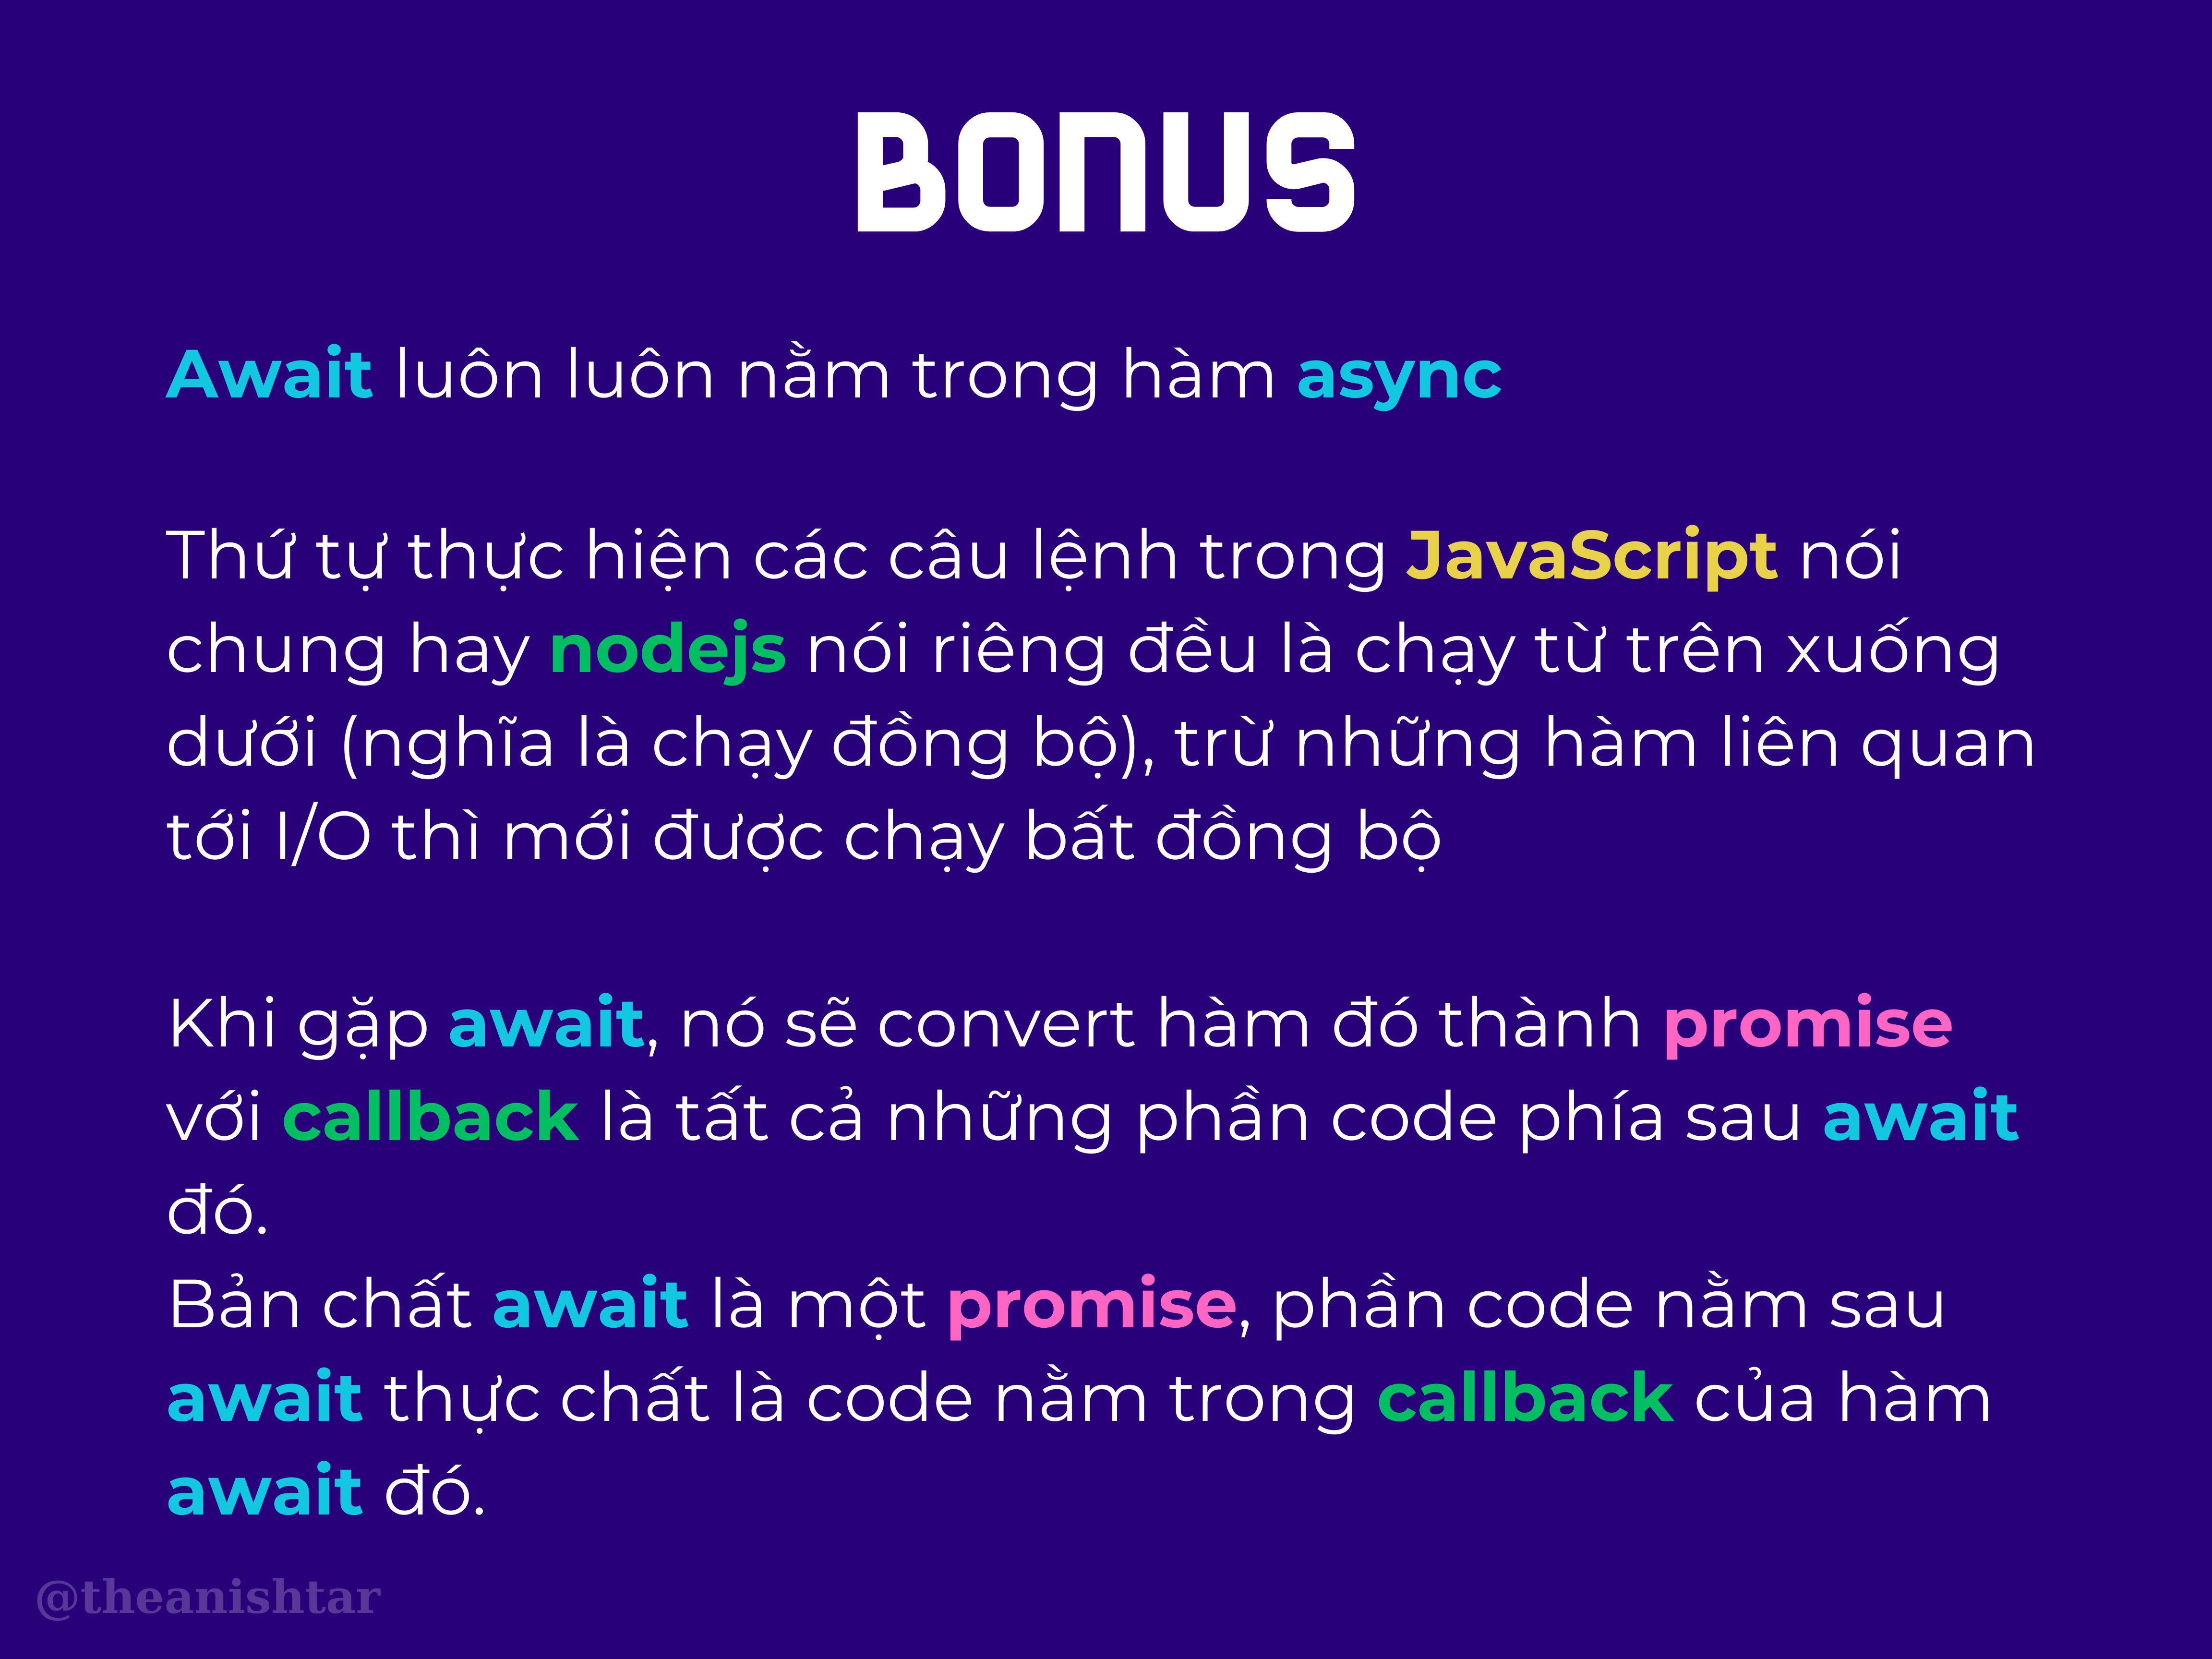 BONUS
Await luôn luôn nằm trong hàm async
Thứ tự thực hiện các câu lệnh trong JavaScript nói
chung hay nodejs nói riêng đều là chạy từ trên xuống
dưới (nghĩa là chạy đồng bộ), trừ những hàm liên quan
tới I/O thì mới được chạy bất đồng bộ
Khi gặp await, nó sẽ convert hàm đó thành promise
với callback là tất cả những phần code phía sau await
đó.
Bản chất await là một promise, phần code nằm sau
await thực chất là code nằm trong callback của hàm
await đó.
@theanishtar